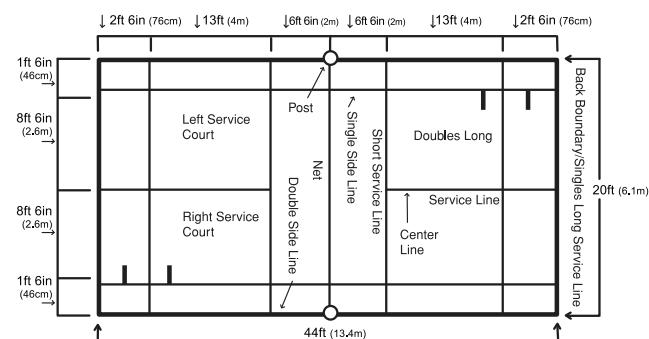 ↓ 2ft 6in (76cm) ↓13ft (4m) ↓6ft 6in (2m) ↓6ft 6in (2m) ↓13ft (4m) ↓2ft 6in (76cm)
1ft 6in
(46cm)
8ft 6in
(2.6m)
8ft 6in
(2.6m)
1ft 6in
(46cm)
Left Service
Court
Right Service
Court
Post
Net
Double Side Line
Single Side Line
Short Service Line
Doubles Long
Service Line
Center
Line
Back Boundary/Singles Long Service Line
20ft (6.1m)
44ft (13.4m)